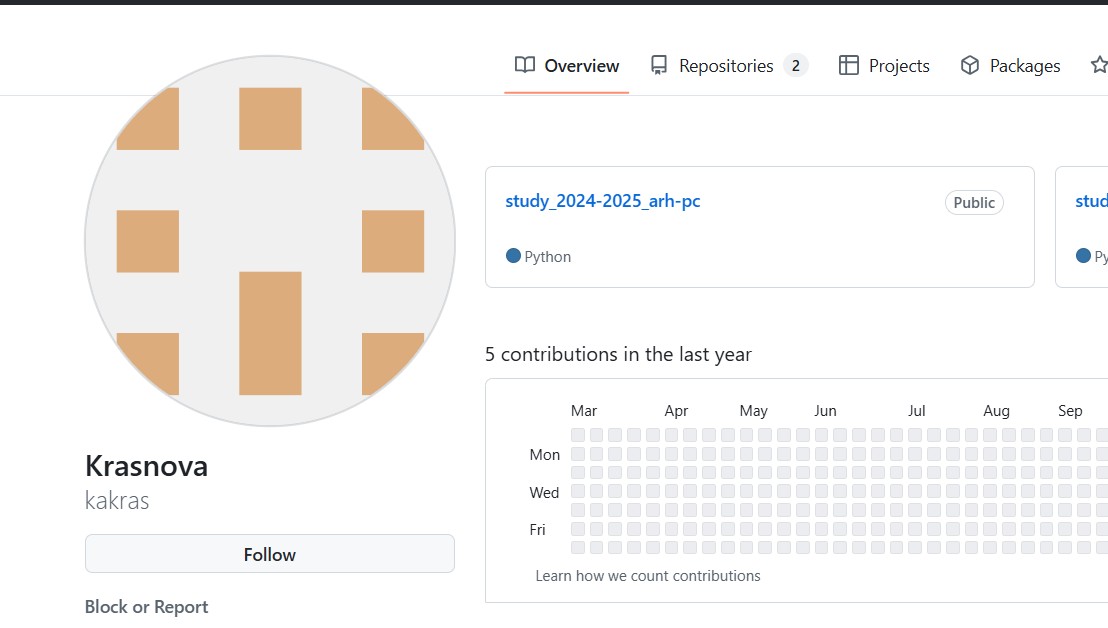 Overview Repositories 2 Projects Packages
study_2024-2025_arh-pc Public stud
Python Py
5 contributions in the last year
Mar Apr May Jun Jul Aug Sep
Mon
Wed
Fri
Learn how we count contributions
Krasnova
kakras
Follow
Block or Report